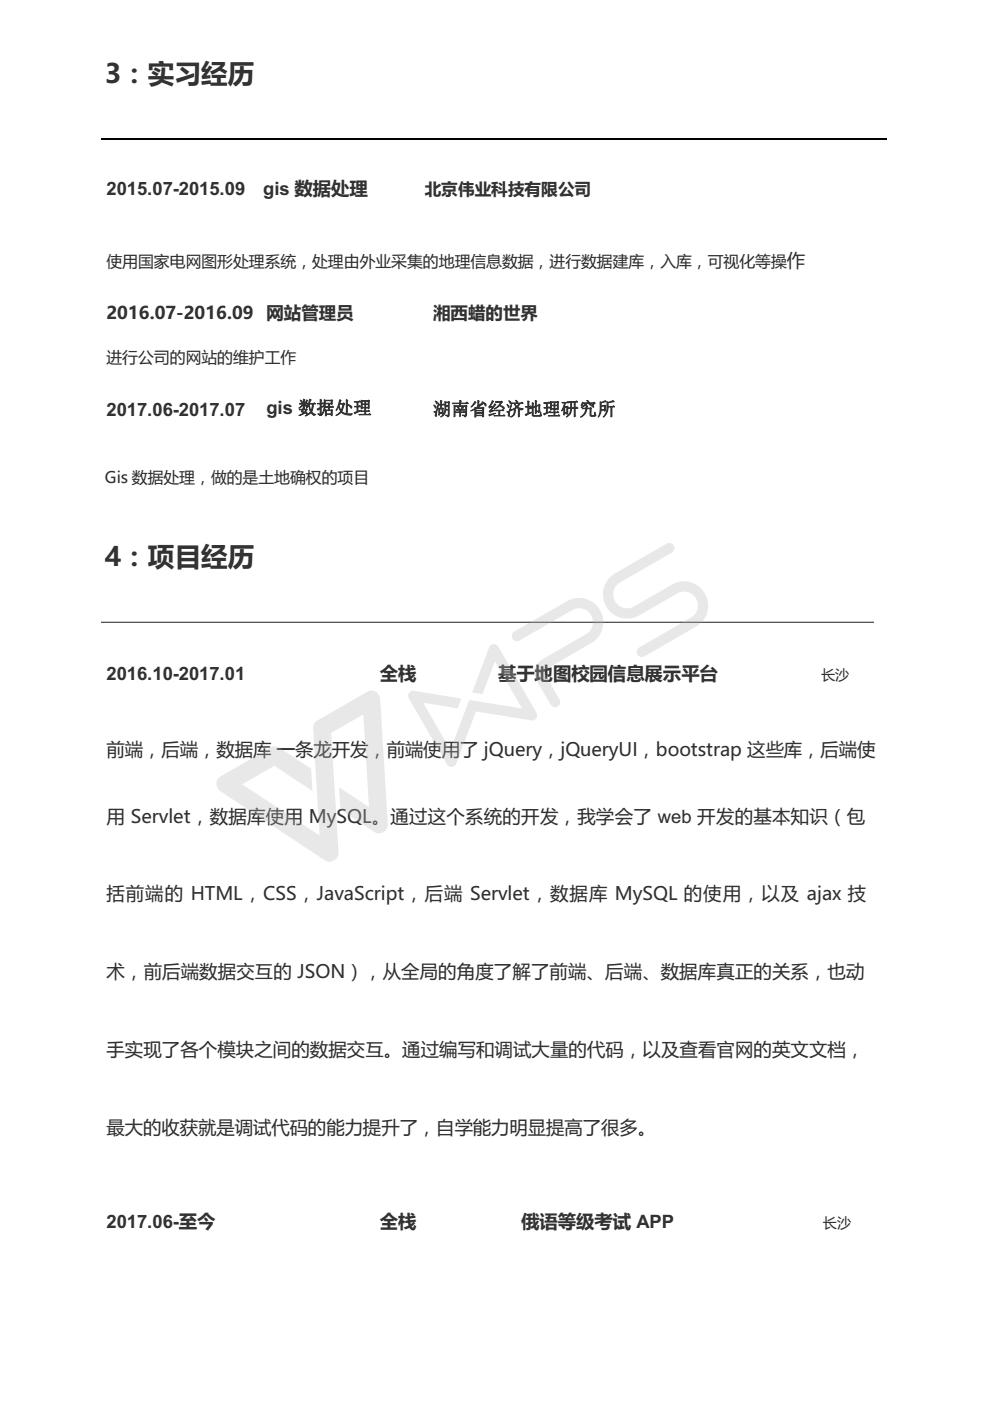 3：实习经历
2015.07-2015.09 gis 数据处理 北京伟业科技有限公司
使用国家电网图形处理系统，处理由外业采集的地理信息数据，进行数据建库，入库，可视化等操作
2016.07-2016.09 网站管理员 湘西蜡的世界
进行公司的网站的维护工作
2017.06-2017.07 gis 数据处理 湖南省经济地理研究所
Gis 数据处理，做的是土地确权的项目
4：项目经历
2016.10-2017.01 全栈 基于地图校园信息展示平台 长沙
前端，后端，数据库 一条龙开发，前端使用了 jQuery，jQueryUI，bootstrap 这些库，后端使
用 Servlet，数据库使用 MySQL。通过这个系统的开发，我学会了 web 开发的基本知识（包
括前端的 HTML，CSS，JavaScript，后端 Servlet，数据库 MySQL 的使用，以及 ajax 技
术，前后端数据交互的 JSON），从全局的角度了解了前端、后端、数据库真正的关系，也动
手实现了各个模块之间的数据交互。通过编写和调试大量的代码，以及查看官网的英文文档，
最大的收获就是调试代码的能力提升了，自学能力明显提高了很多。
2017.06-至今 全栈 俄语等级考试 APP 长沙
WPS